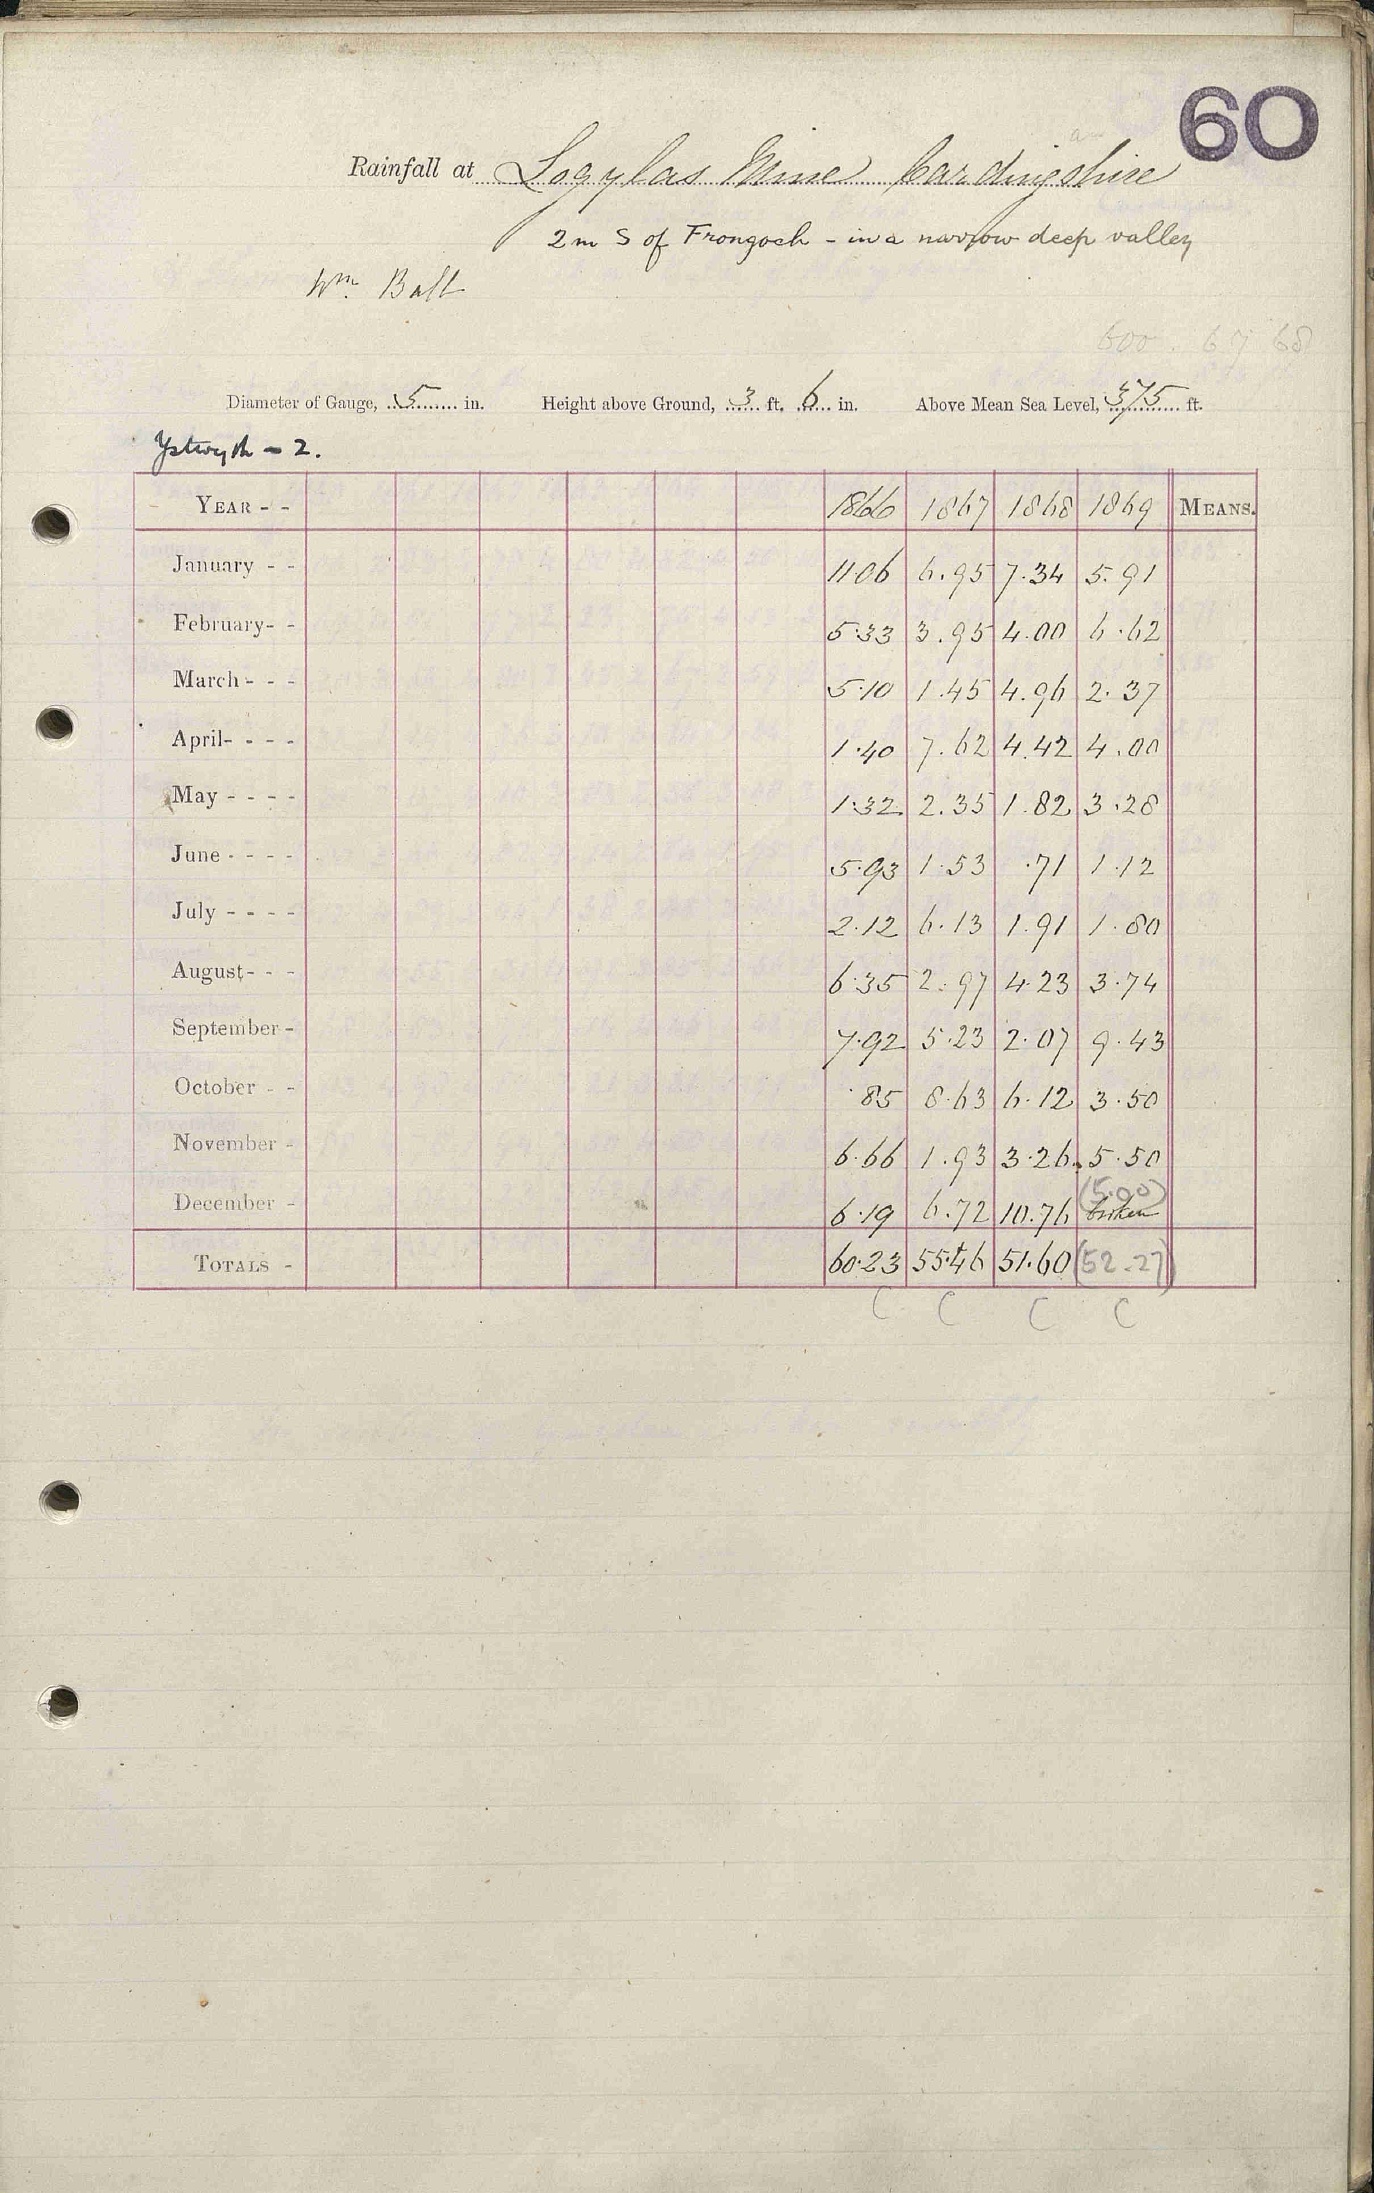 60
Rainfall at Logylas Mine Cardingshire
2 m S of Frongoch - in a narrow deep valley
Wm. Batt
600 . 67 68
Diameter of Gauge, 5 in. Height above Ground, 3 ft. 6 in. Above Mean Sea Level, 375 ft.
Ystwyth - 2.
YEAR - - 1866 1867 1868 1869 MEANS.
January - - 11.06 6.95 7.34 5.91
February- - 5.33 3.95 4.00 6.62
March - - - 5.10 1.45 4.96 2.37
April- - - - 1.40 7.62 4.42 4.00
May - - - - 1.32 2.35 1.82 3.28
June - - - - 5.93 1.53 .71 1.12
July - - - - 2.12 6.13 1.91 1.80
August- - - 6.35 2.97 4.23 3.74
September - 7.92 5.23 2.07 9.43
October - - .85 8.63 6.12 3.50
November - 6.66 1.93 3.26 5.50
(5.00)
December - 6.19 6.72 10.76 broken
TOTALS - 60.23 55.46 51.60 (52.27)
C C C C